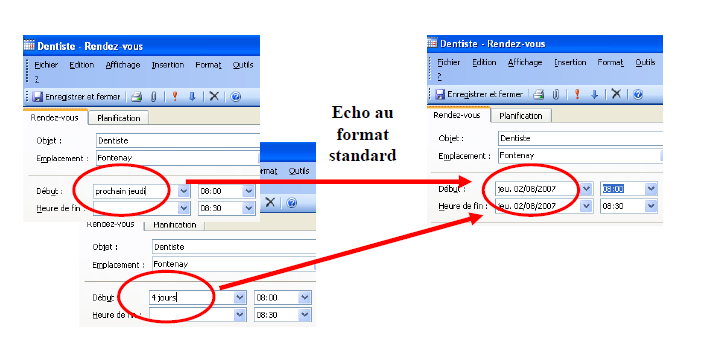 Dentiste - Rendez-vous
Fichier Edition Affichage Insertion Format Outils
?
Enregistrer et fermer
Rendez-vous Planification
Objet : Dentiste
Emplacement : Fontenay
Début : prochain jeudi 08:00
Heure de fin : 08:30
mat Outils
Rendez-vous Planification
Objet : Dentiste
Emplacement : Fontenay
Début : 4 jours 08:00
Heure de fin : 08:30
Echo au
format
standard
Dentiste - Rendez-vous
Fichier Edition Affichage Insertion Format Outils
?
Enregistrer et fermer
Rendez-vous Planification
Objet : Dentiste
Emplacement : Fontenay
Début : jeu. 02/08/2007 08:00
Heure de fin : jeu. 02/08/2007 08:30